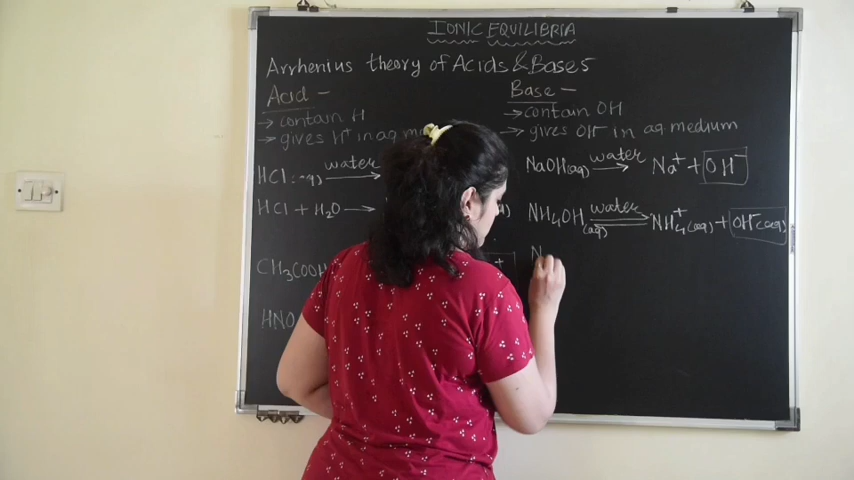 IONIC EQUILIBRIA
Arrhenius theory of Acids & Bases
Acid -
→ contain H
→ gives H⁺ in aq me
HCl (aq) water→
HCl + H₂O →
CH₃COOH
HNO
+
Base -
→ contain OH
→ gives OH⁻ in aq medium
NaOH(aq) water→ Na⁺ + OH⁻
NH₄OH (aq) water⇌ NH₄⁺(aq) + OH⁻(aq)
N